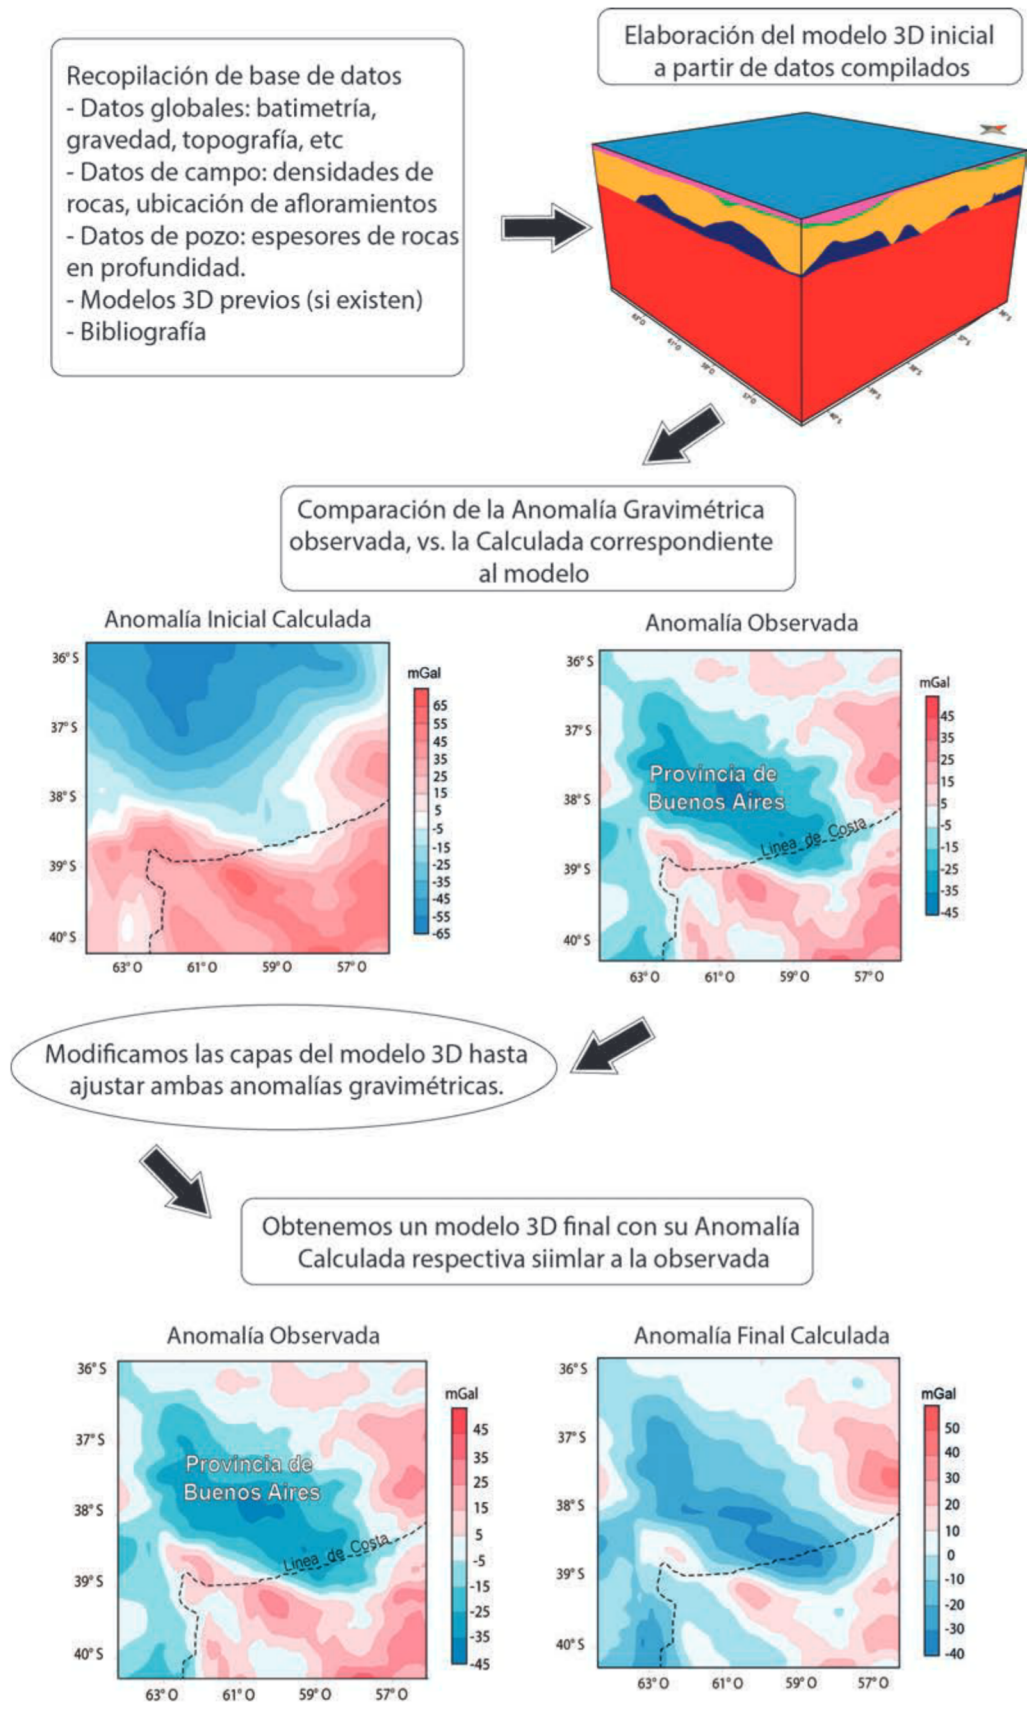 Recopilación de base de datos
- Datos globales: batimetría,
gravedad, topografía, etc
- Datos de campo: densidades de
rocas, ubicación de afloramientos
- Datos de pozo: espesores de rocas
en profundidad.
- Modelos 3D previos (si existen)
- Bibliografía
Elaboración del modelo 3D inicial
a partir de datos compilados
63° O
61° O
59° O
57° O
40° S
39° S
38° S
37° S
36° S
Comparación de la Anomalía Gravimétrica
observada, vs. la Calculada correspondiente
al modelo
Anomalía Inicial Calculada
36° S
37° S
38° S
39° S
40° S
63° O
61° O
59° O
57° O
mGal
65
55
45
35
25
15
5
-5
-15
-25
-35
-45
-55
-65
Anomalía Observada
36° S
37° S
38° S
39° S
40° S
Provincia de
Buenos Aires
Linea de Costa
63° O
61° O
59° O
57° O
mGal
45
35
25
15
5
-5
-15
-25
-35
-45
Modificamos las capas del modelo 3D hasta
ajustar ambas anomalías gravimétricas.
Obtenemos un modelo 3D final con su Anomalía
Calculada respectiva siimlar a la observada
Anomalía Observada
36° S
37° S
38° S
39° S
40° S
Provincia de
Buenos Aires
Linea de Costa
63° O
61° O
59° O
57° O
mGal
45
35
25
15
5
-5
-15
-25
-35
-45
Anomalía Final Calculada
36° S
37° S
38° S
39° S
40° S
63° O
61° O
59° O
57° O
mGal
50
40
30
20
10
0
-10
-20
-30
-40